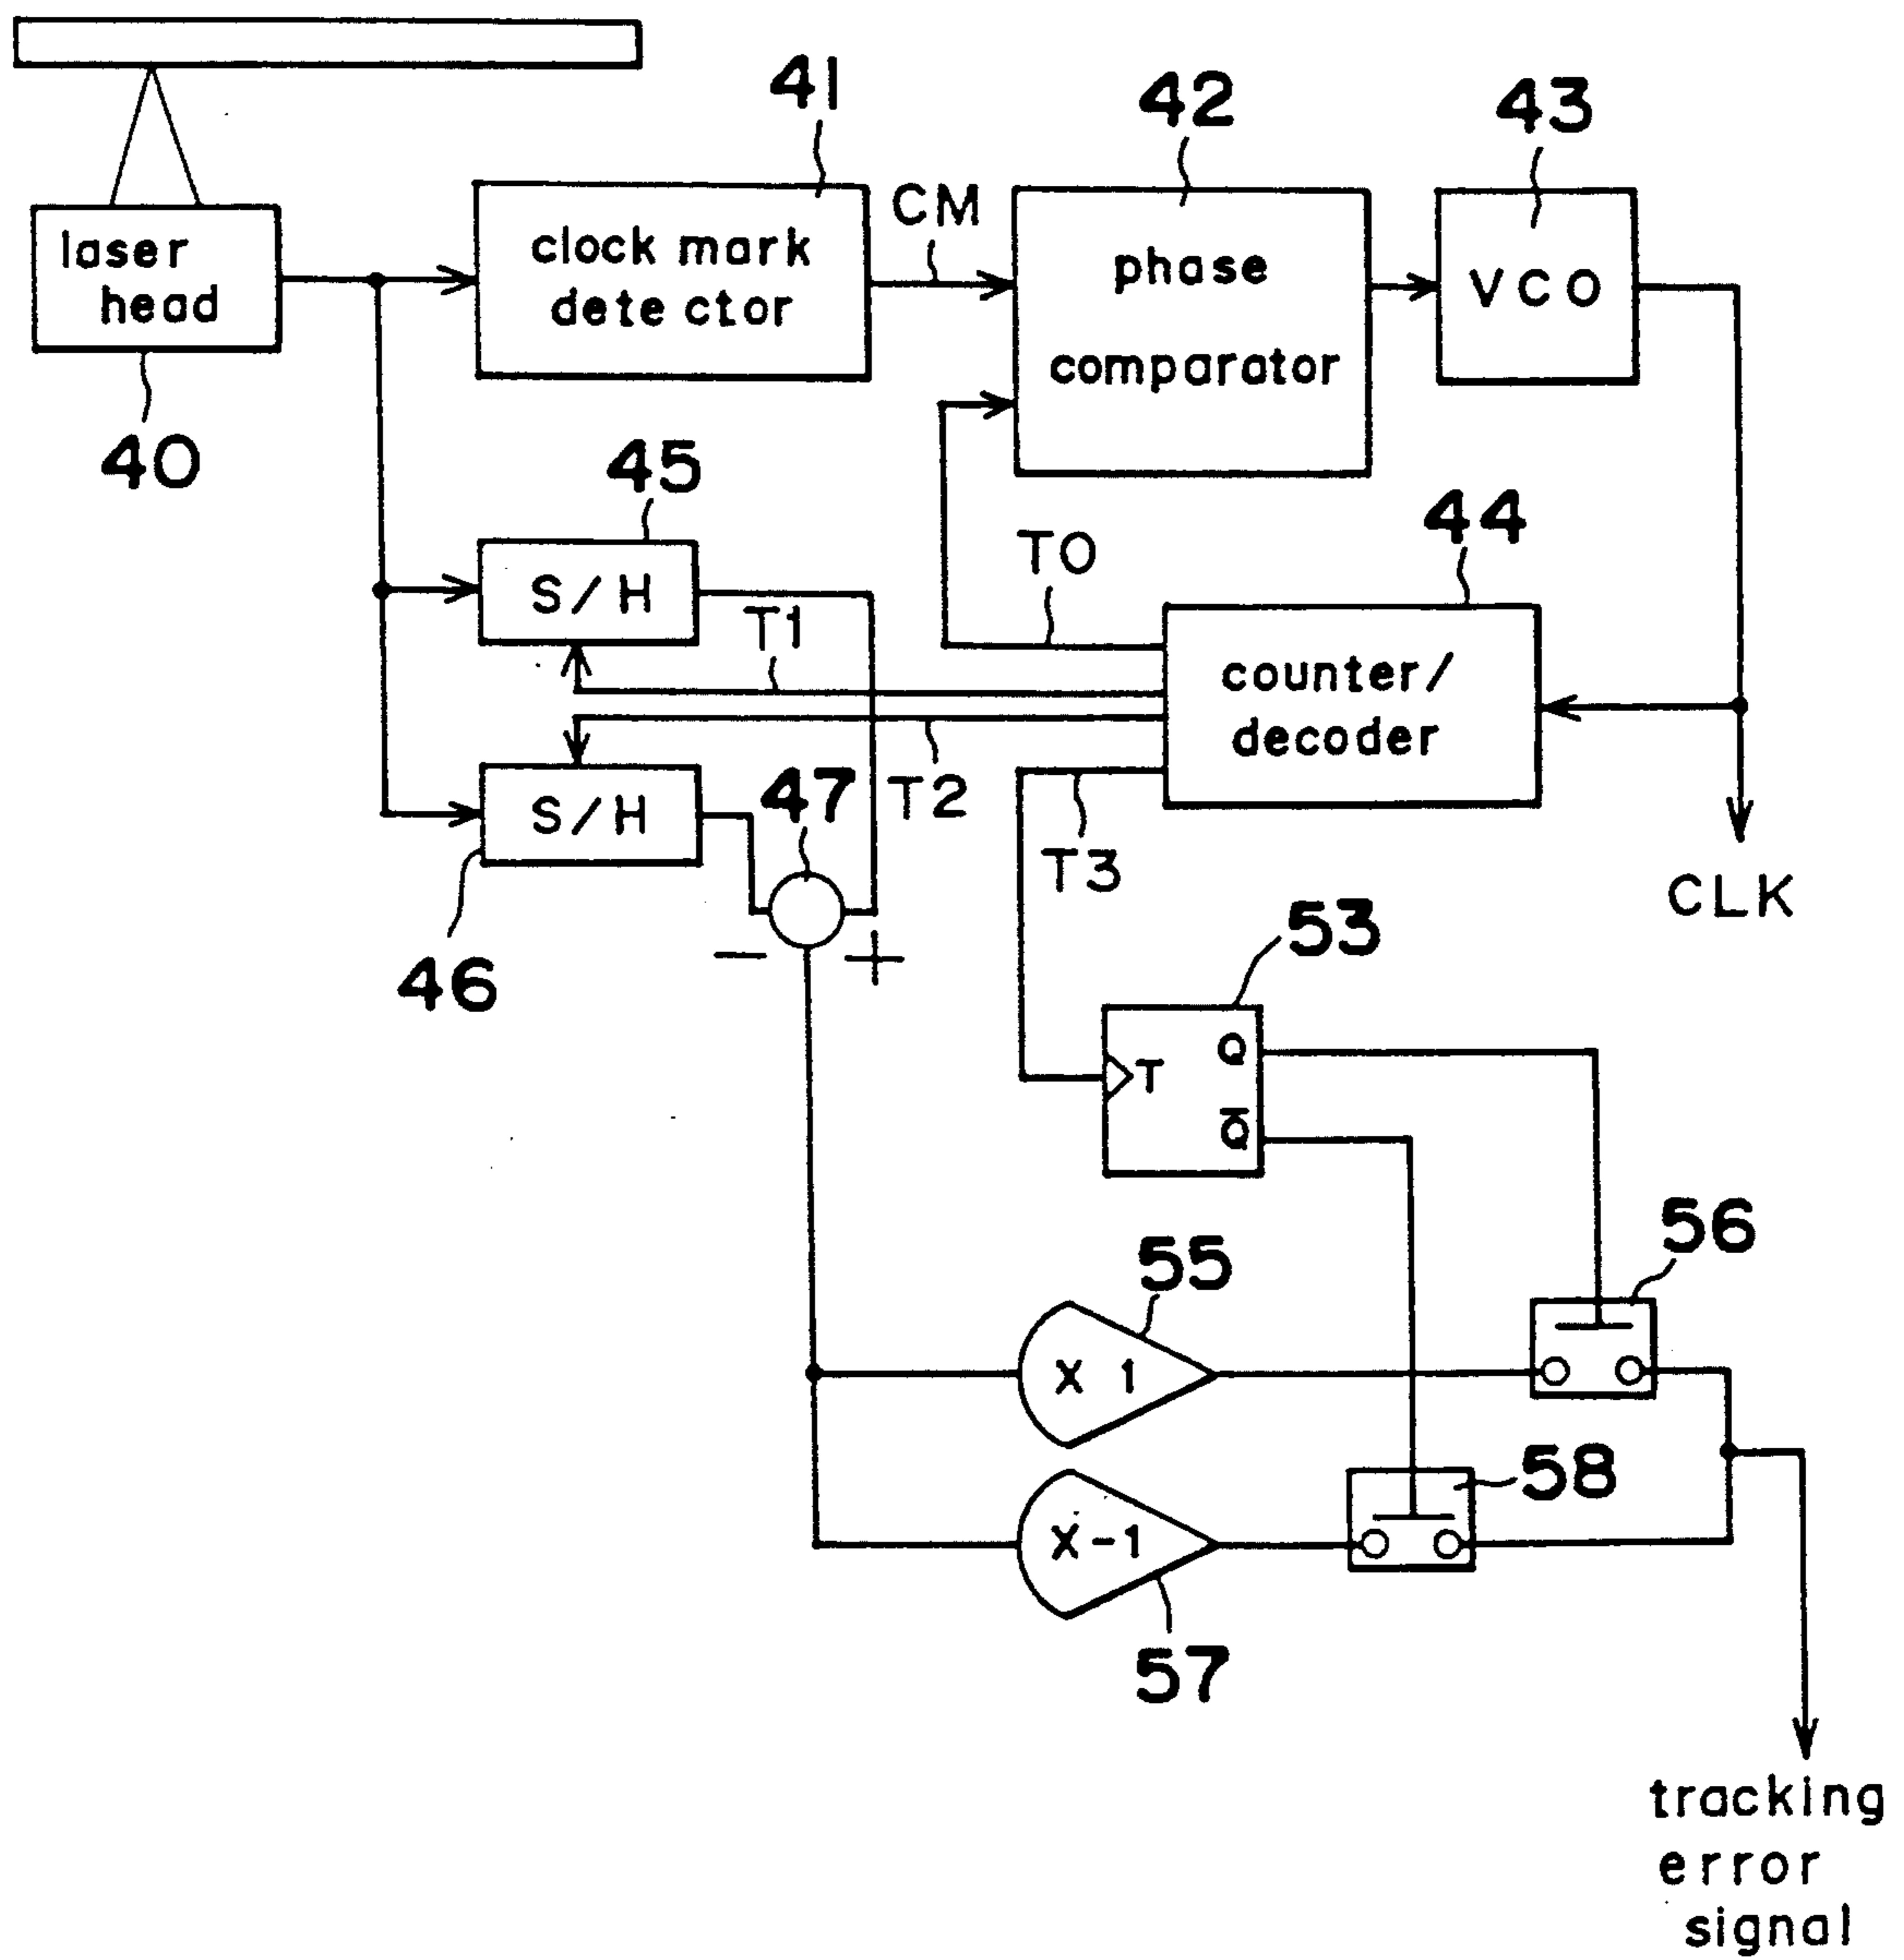 41
42
43
laser
head
clock mark
detector
CM
phase
comparator
VCO
40
45
44
S/H
T0
T1
counter/
decoder
S/H
47
T2
T3
CLK
46
−
+
53
Q
T
Q̅
56
55
X 1
58
X-1
57
tracking
error
signal